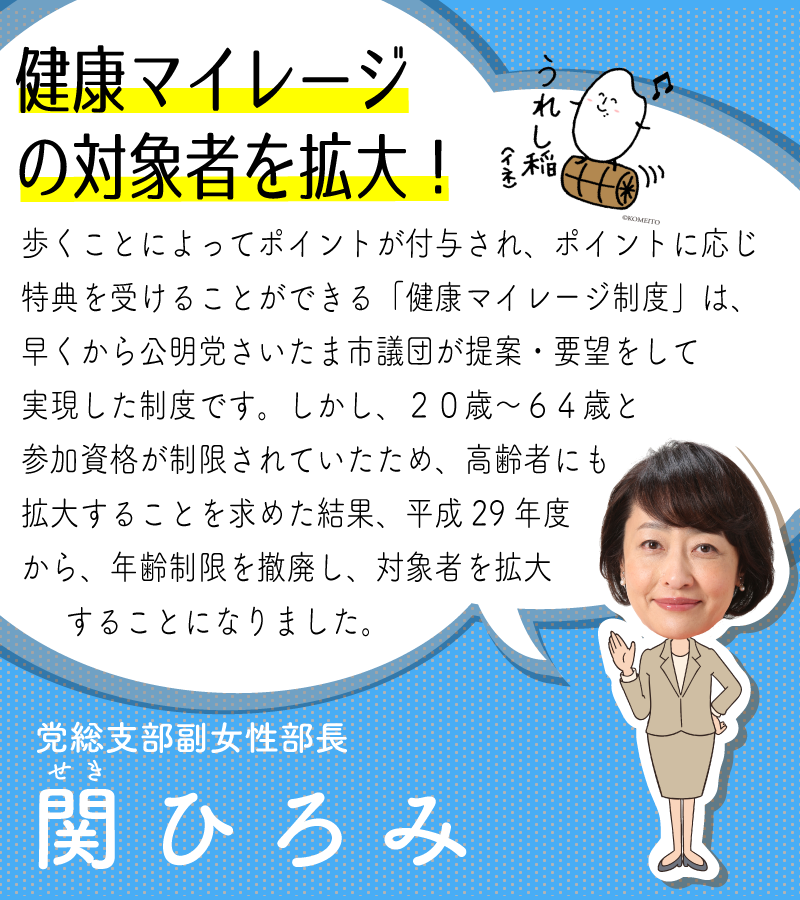 健康マイレージ
の対象者を拡大！
うれし稲
（イネ）
©KOMEITO
歩くことによってポイントが付与され、ポイントに応じ
特典を受けることができる「健康マイレージ制度」は、
早くから公明党さいたま市議団が提案・要望をして
実現した制度です。しかし、２０歳～６４歳と
参加資格が制限されていたため、高齢者にも
拡大することを求めた結果、平成29年度
から、年齢制限を撤廃し、対象者を拡大
することになりました。
党総支部副女性部長
せき
関ひろみ